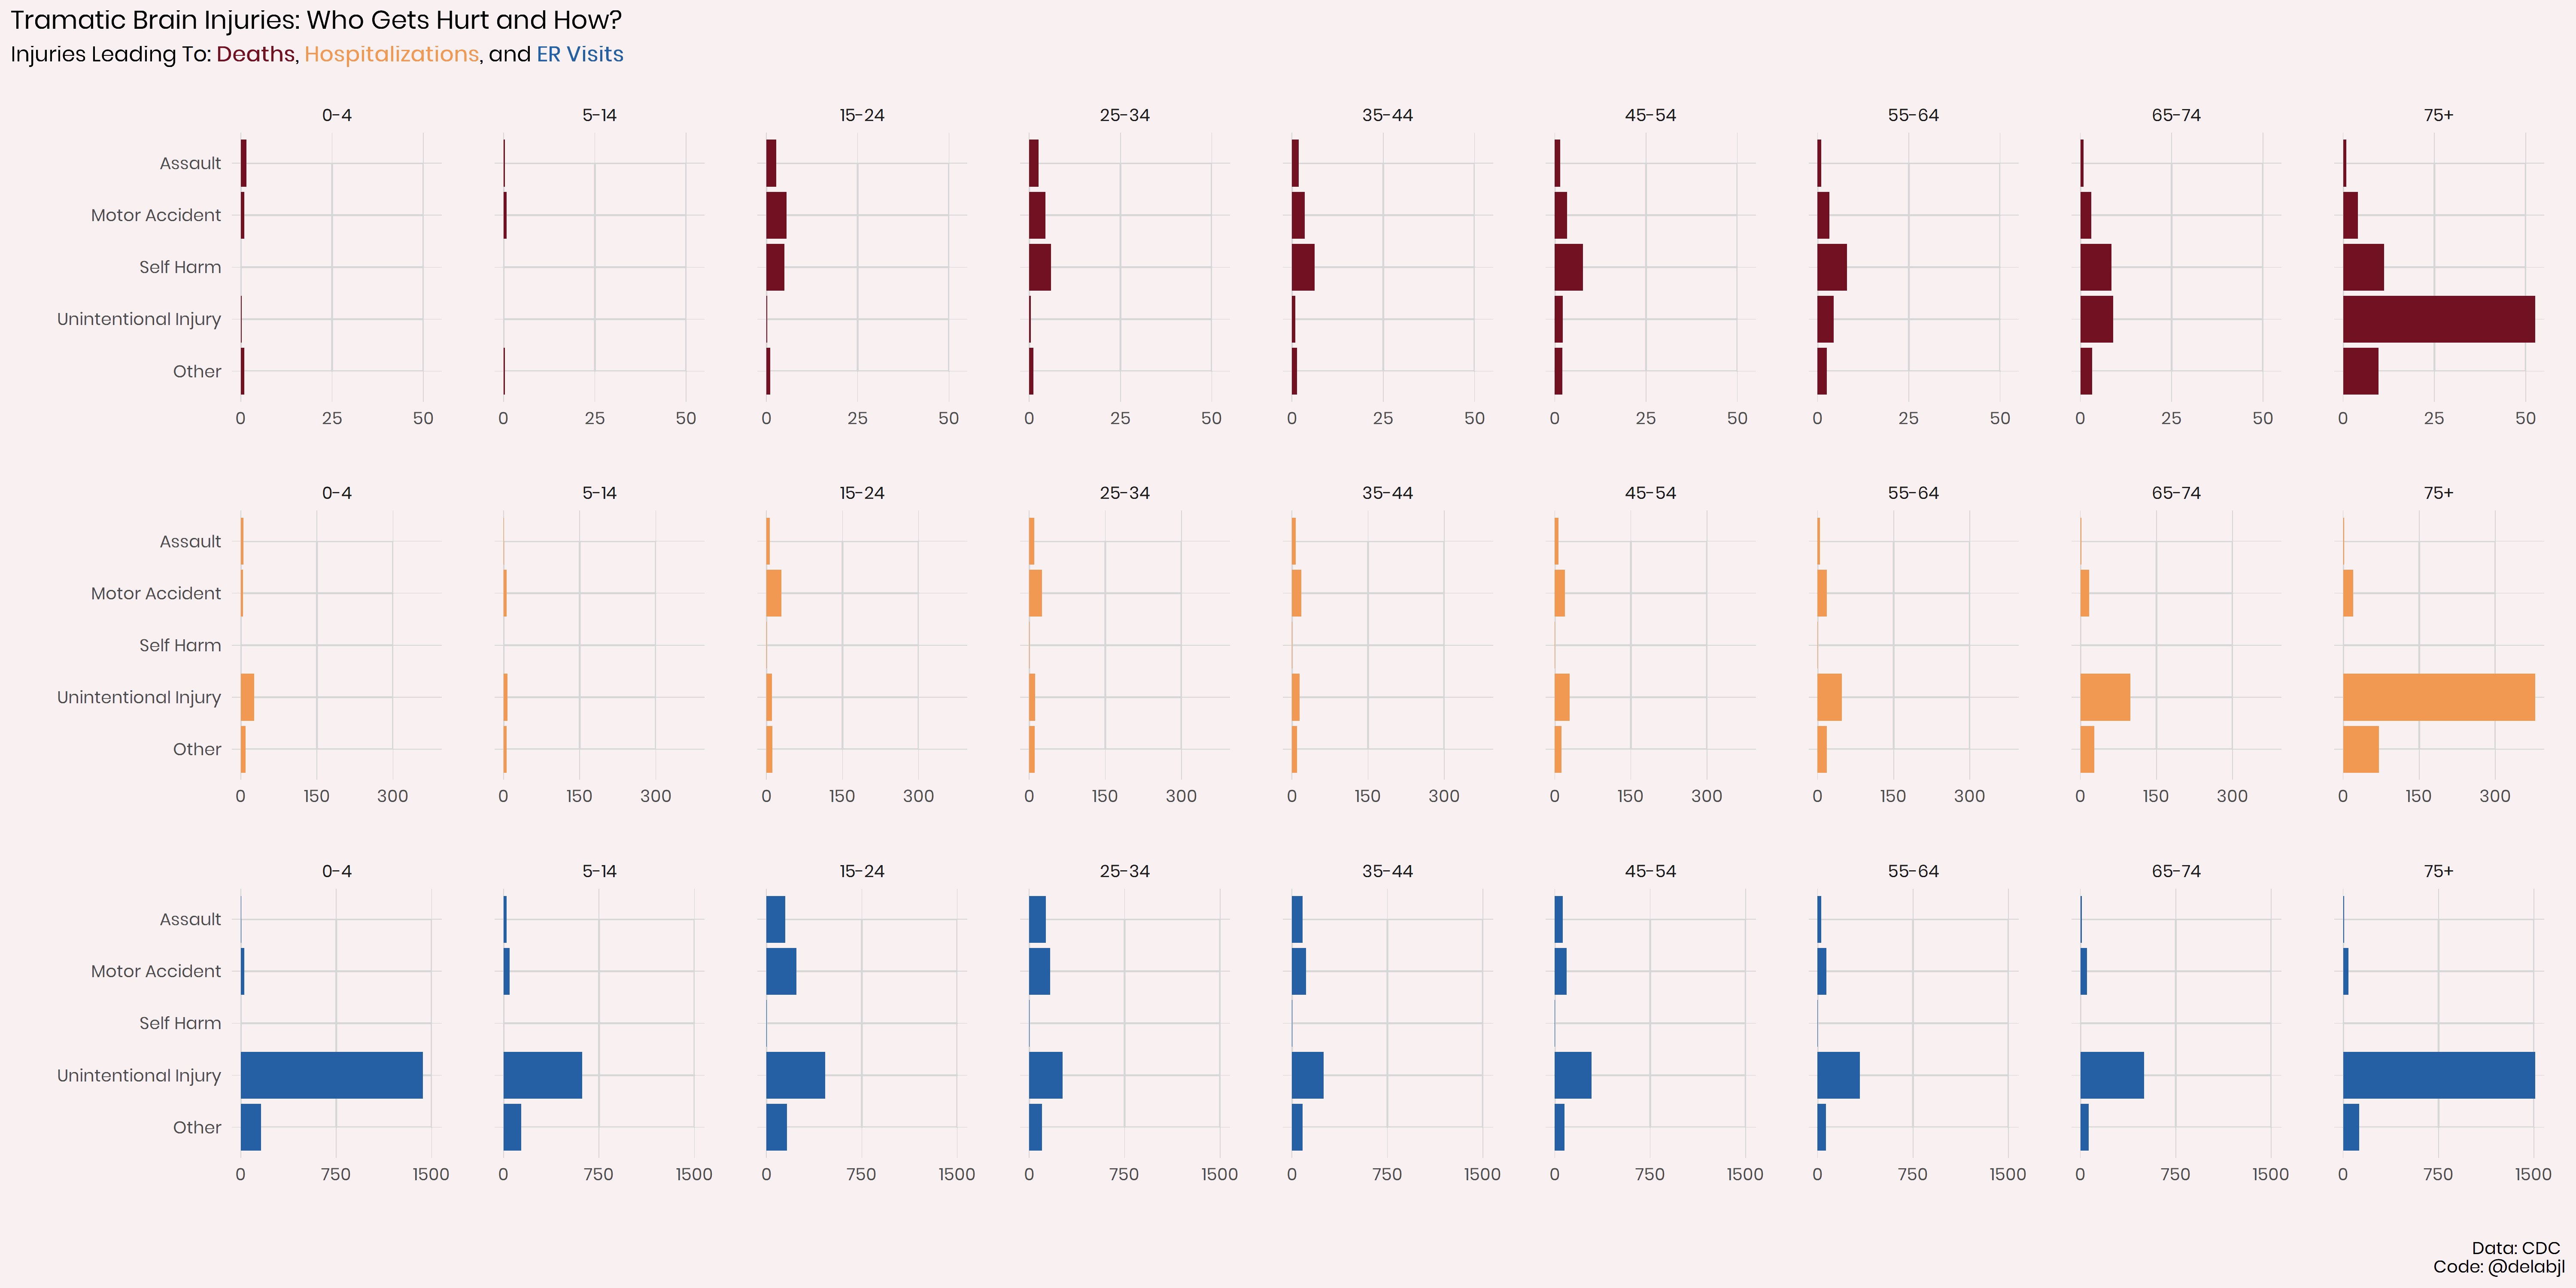 Tramatic Brain Injuries: Who Gets Hurt and How?
Injuries Leading To: Deaths, Hospitalizations, and ER Visits
0-4 5-14 15-24 25-34 35-44 45-54 55-64 65-74 75+
Assault
Motor Accident
Self Harm
Unintentional Injury
Other
0 25 50 0 25 50 0 25 50 0 25 50 0 25 50 0 25 50 0 25 50 0 25 50 0 25 50
0-4 5-14 15-24 25-34 35-44 45-54 55-64 65-74 75+
Assault
Motor Accident
Self Harm
Unintentional Injury
Other
0 150 300 0 150 300 0 150 300 0 150 300 0 150 300 0 150 300 0 150 300 0 150 300 0 150 300
0-4 5-14 15-24 25-34 35-44 45-54 55-64 65-74 75+
Assault
Motor Accident
Self Harm
Unintentional Injury
Other
0 750 1500 0 750 1500 0 750 1500 0 750 1500 0 750 1500 0 750 1500 0 750 1500 0 750 1500 0 750 1500
Data: CDC
Code: @delabjl